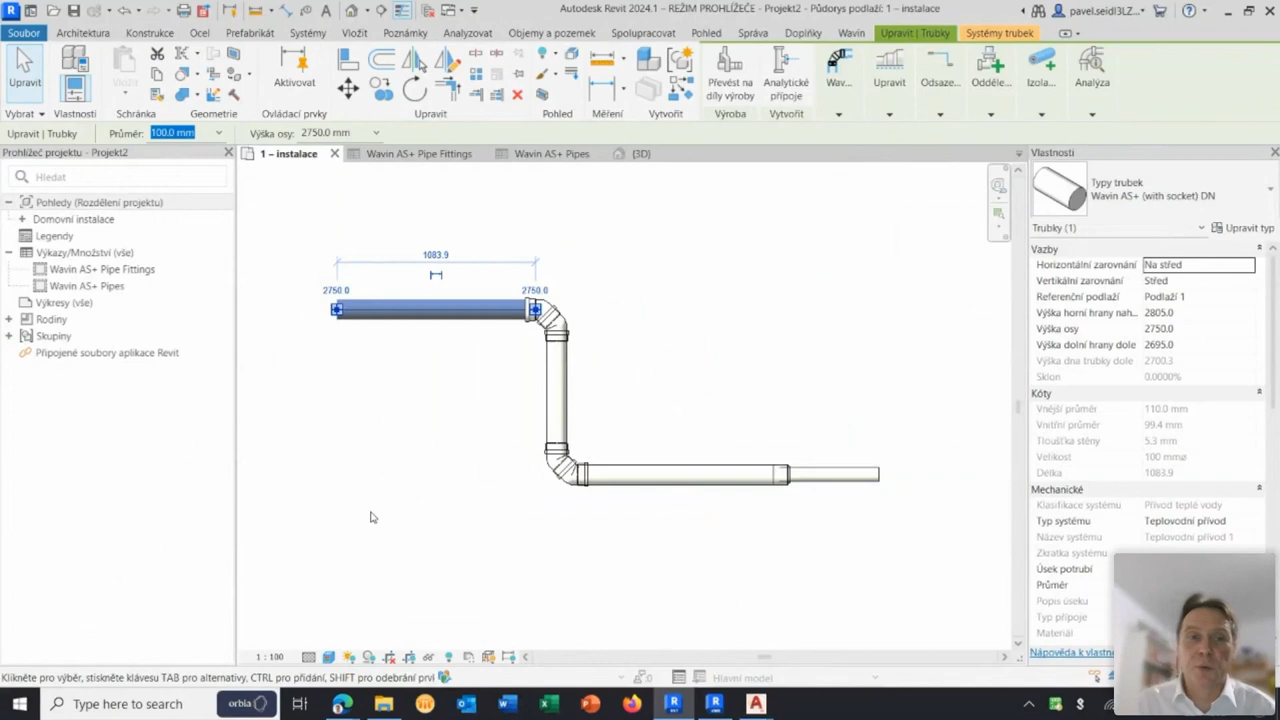 Autodesk Revit 2024.1 - REŽIM PROHLÍŽEČE - Projekt2 - Půdorys podlaží: 1 – instalace
pavel.seidl3LZ...
Soubor Architektura Konstrukce Ocel Prefabrikát Systémy Vložit Poznámky Analyzovat Objemy a pozemek Spolupracovat Pohled Správa Doplňky Wavin Upravit | Trubky Systémy trubek
Upravit Vložit Aktivovat Převést na díly výroby Analytické přípoje Wav... Upravit Odsaze... Odděle... Izola... Analýza
Vybrat Vlastnosti Schránka Geometrie Ovládací prvky Upravit Pohled Měření Vytořit Výroba Vytořit
Upravit | Trubky Průměr: 100.0 mm Výška osy: 2750.0 mm
Prohlížeč projektu - Projekt2
1 – instalace Wavin AS+ Pipe Fittings Wavin AS+ Pipes {3D}
Hledat
Pohledy (Rozdělení projektu)
Domovní instalace
Legendy
Výkazy/Množství (vše)
Wavin AS+ Pipe Fittings
Wavin AS+ Pipes
Výkresy (vše)
Rodiny
Skupiny
Připojené soubory aplikace Revit
1083.9
2750.0 2750.0
Vlastnosti
Typy trubek
Wavin AS+ (with socket) DN
Trubky (1) Upravit typ
Vazby
Horizontální zarovnání Na střed
Vertikální zarovnání Střed
Referenční podlaží Podlaží 1
Výška horní hrany nah... 2805.0
Výška osy 2750.0
Výška dolní hrany dole 2695.0
Výška dna trubky dole 2700.3
Sklon 0.0000%
Kóty
Vnější průměr 110.0 mm
Vnitřní průměr 99.4 mm
Tloušťka stěny 5.3 mm
Velikost 100 mmø
Délka 1083.9
Mechanické
Klasifikace systému Přívod teplé vody
Typ systému Teplovodní přívod
Název systému Teplovodní přívod 1
Zkratka systému
Úsek potrubí
Průměr
Popis úseku
Typ přípoje
Materiál
Nápověda k vlastn
1 : 100
Klikněte pro výběr, stiskněte klávesu TAB pro alternativy, CTRL pro přidání, SHIFT pro odebrání prvi
:0 Hlavní model
Type here to search orbia